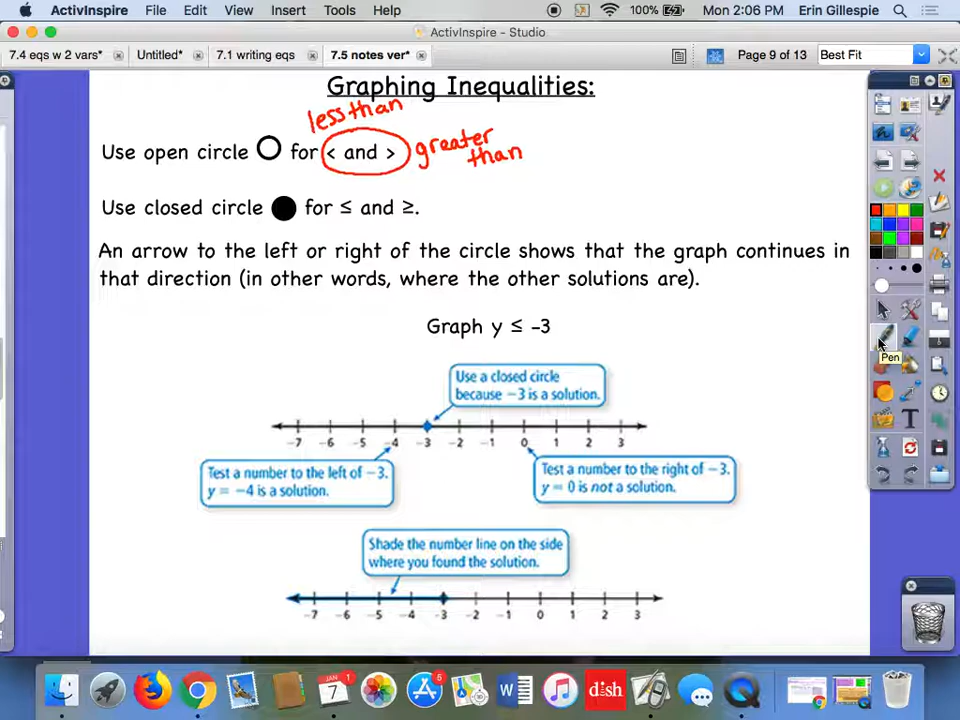 ActivInspire File Edit View Insert Tools Help 100% Mon 2:06 PM Erin Gillespie
ActivInspire - Studio
7.4 eqs w 2 vars* Untitled* 7.1 writing eqs 7.5 notes ver* Page 9 of 13 Best Fit
Graphing Inequalities:
less than
Use open circle for < and > greater
than
Use closed circle for ≤ and ≥.
An arrow to the left or right of the circle shows that the graph continues in
that direction (in other words, where the other solutions are).
Graph y ≤ -3
Pen
Use a closed circle
because −3 is a solution.
-7 -6 -5 -4 -3 -2 -1 0 1 2 3
Test a number to the left of −3.
y = −4 is a solution.
Test a number to the right of −3.
y = 0 is not a solution.
Shade the number line on the side
where you found the solution.
-7 -6 -5 -4 -3 -2 -1 0 1 2 3
JAN
7
1
6
W
dish